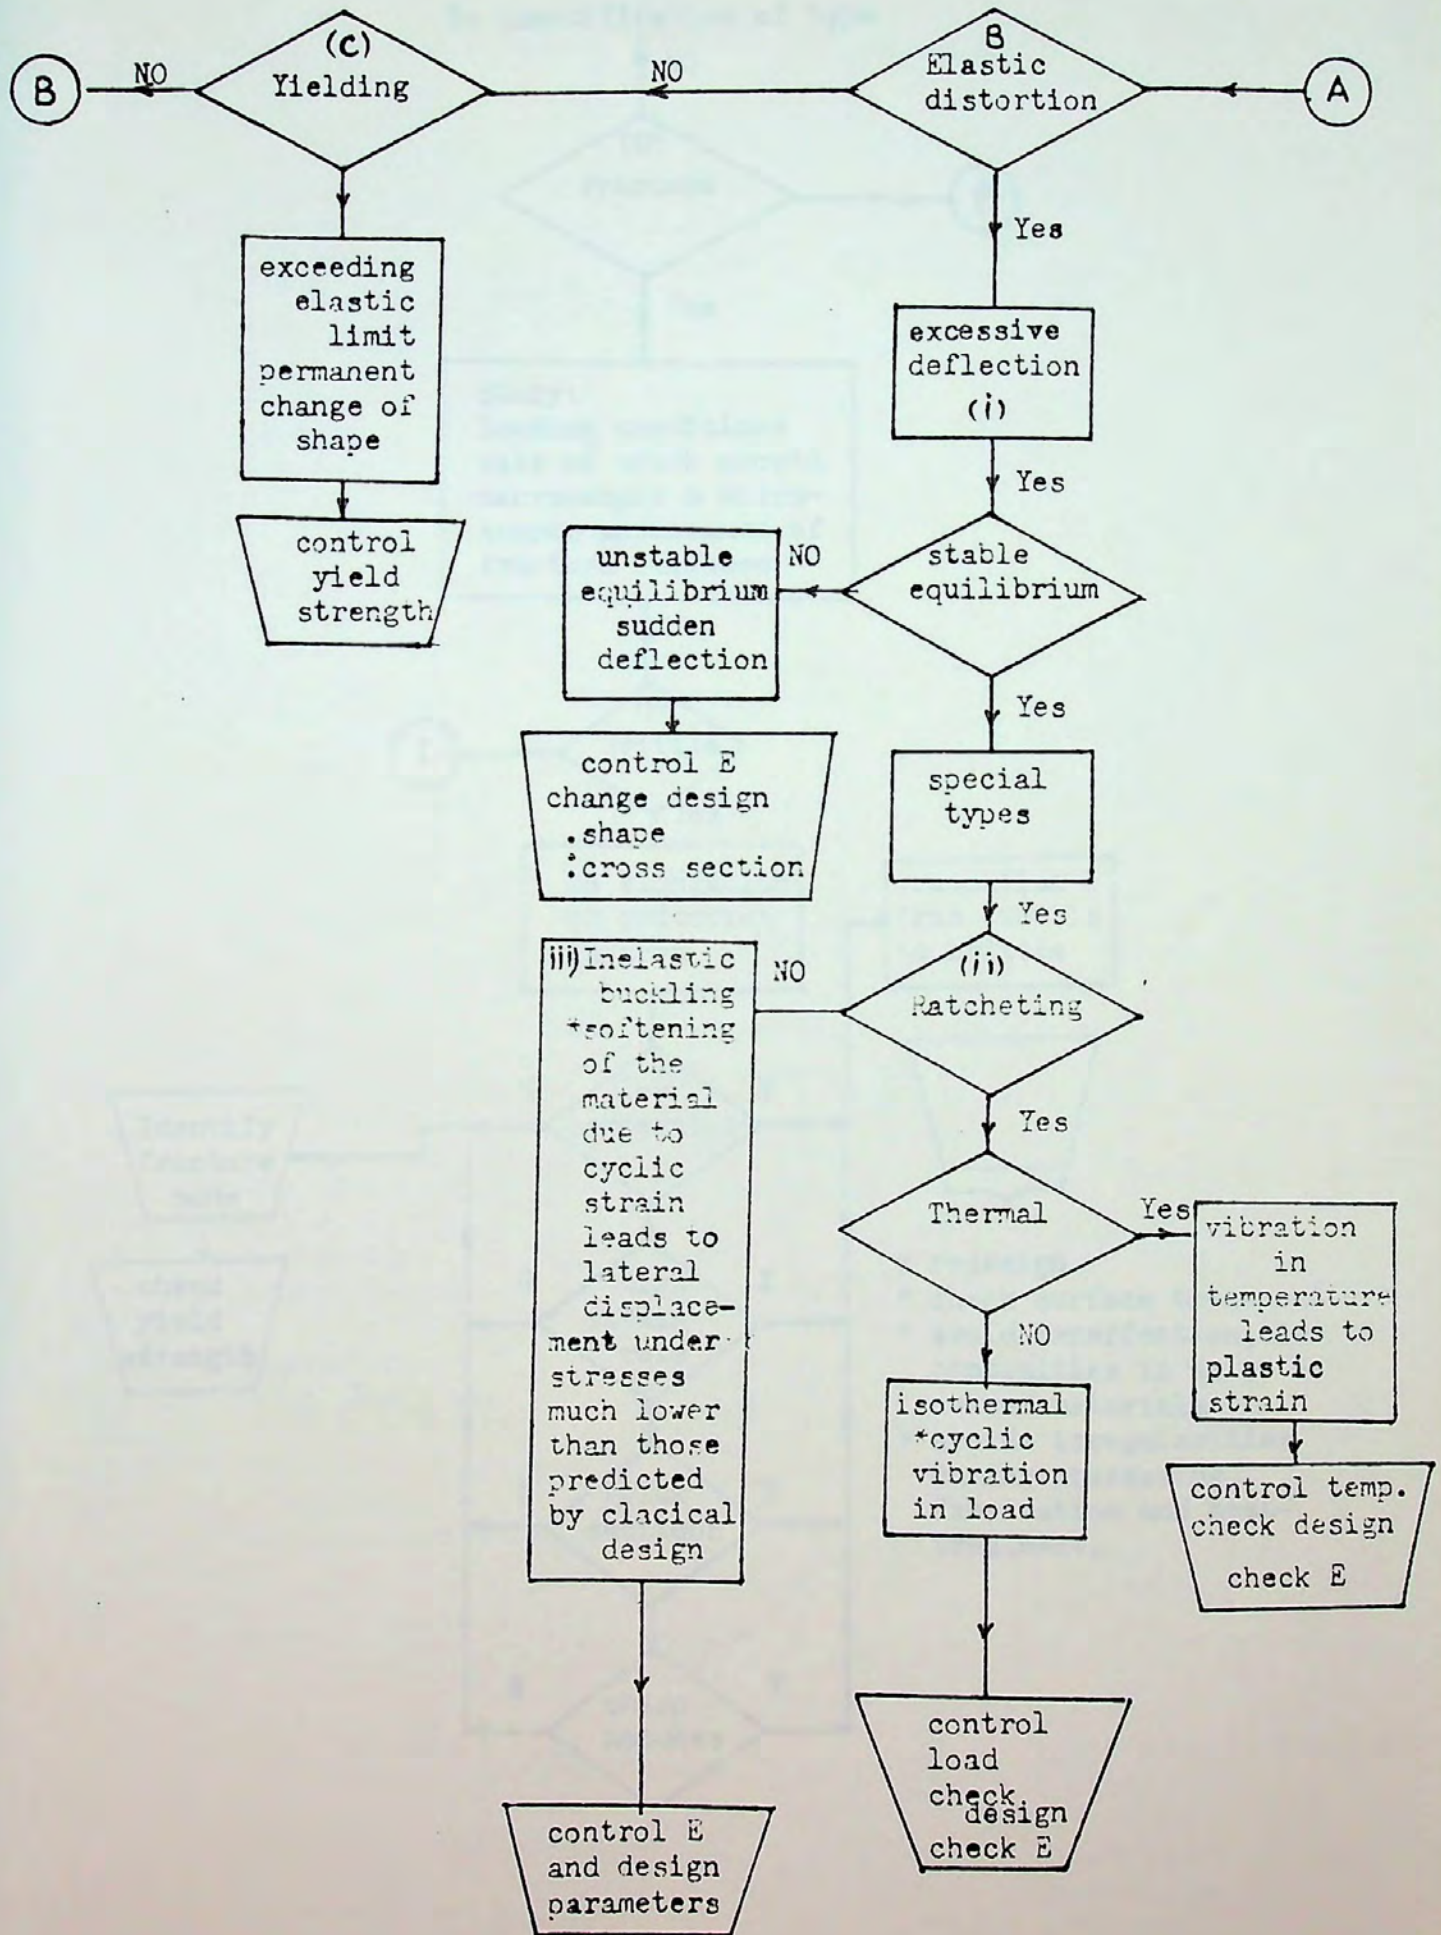 (C)
Yielding
NO
B
NO
B
Elastic
distortion
A
Yes
exceeding
elastic
limit
permanent
change of
shape
excessive
deflection
(i)
Yes
control
yield
strength
unstable
equilibrium
sudden
deflection
NO
stable
equilibrium
Yes
control E
change design
.shape
:cross section
special
types
Yes
iii) Inelastic
buckling
*softening
of the
material
due to
cyclic
strain
leads to
lateral
displace-
ment under
stresses
much lower
than those
predicted
by clacical
design
NO
(ii)
Ratcheting
Yes
Thermal
Yes
vibration
in
temperature
leads to
plastic
strain
NO
isothermal
*cyclic
vibration
in load
control temp.
check design
check E
control
load
check
design
check E
control E
and design
parameters
Identify
fracture
check
yield
strength